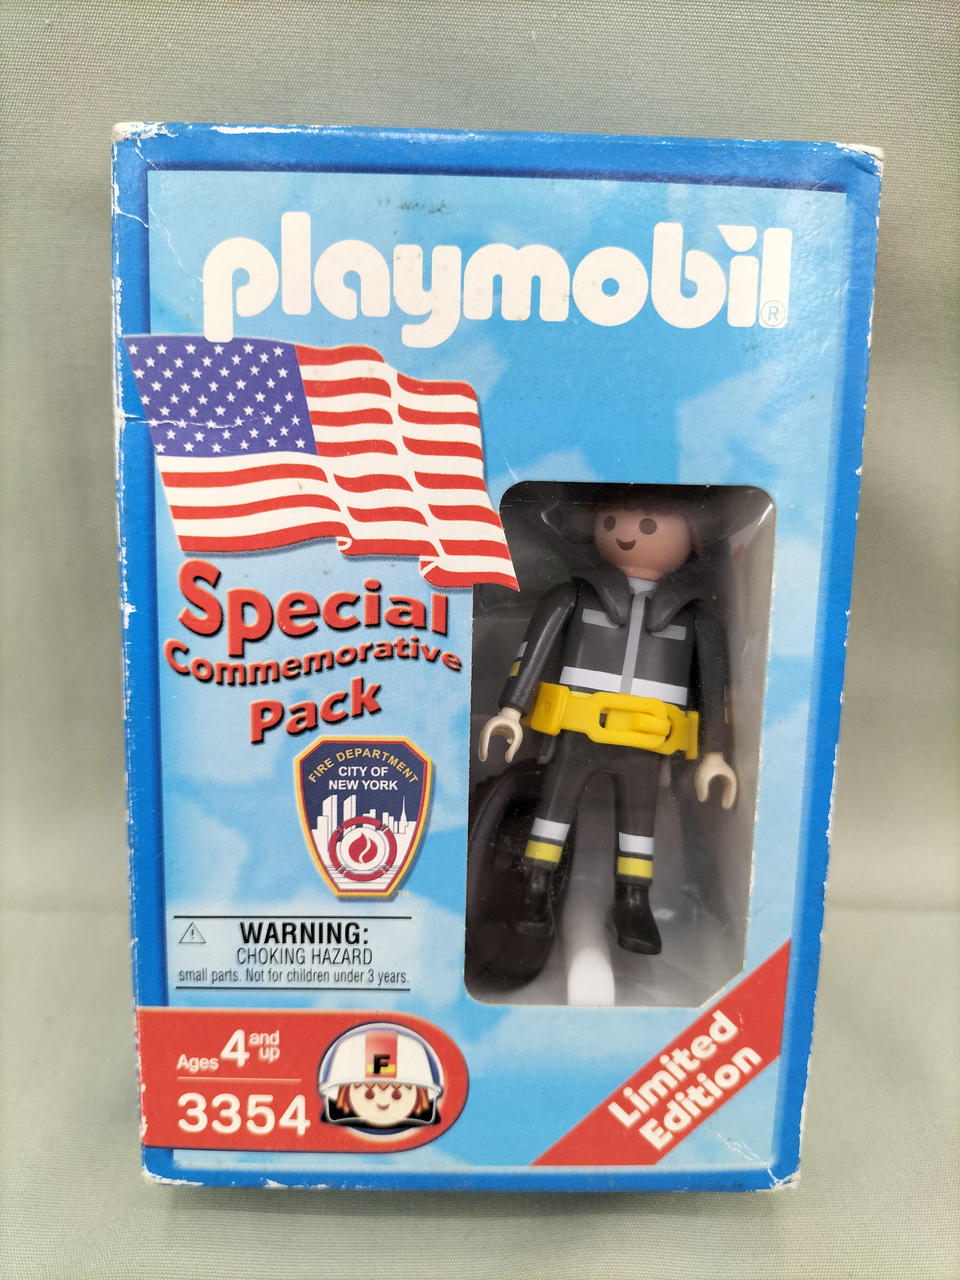 playmobil®
Special
Commemorative
Pack
FIRE DEPARTMENT
CITY OF
NEW YORK
TM
WARNING:
CHOKING HAZARD
small parts. Not for children under 3 years.
Ages 4 and up
3354
F
Limited
Edition